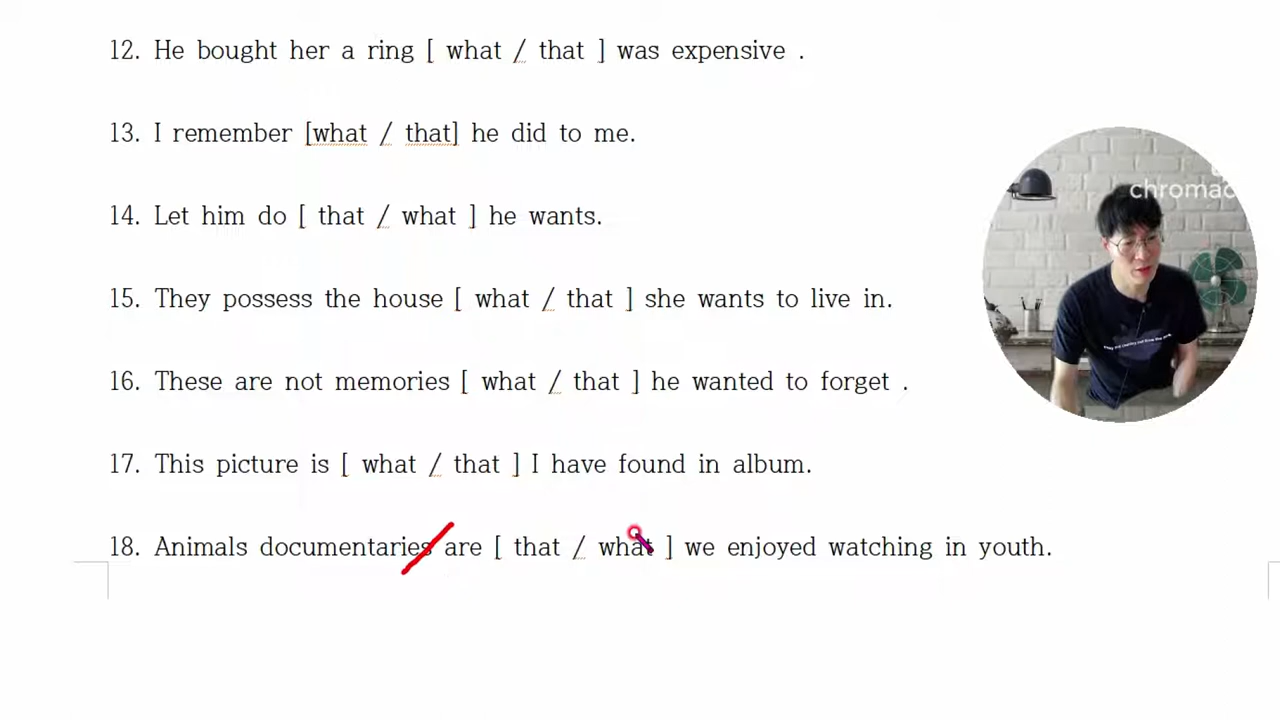 12. He bought her a ring [ what / that ] was expensive .
13. I remember [what / that] he did to me.
14. Let him do [ that / what ] he wants.
15. They possess the house [ what / that ] she wants to live in.
16. These are not memories [ what / that ] he wanted to forget .
17. This picture is [ what / that ] I have found in album.
18. Animals documentaries are [ that / what ] we enjoyed watching in youth.